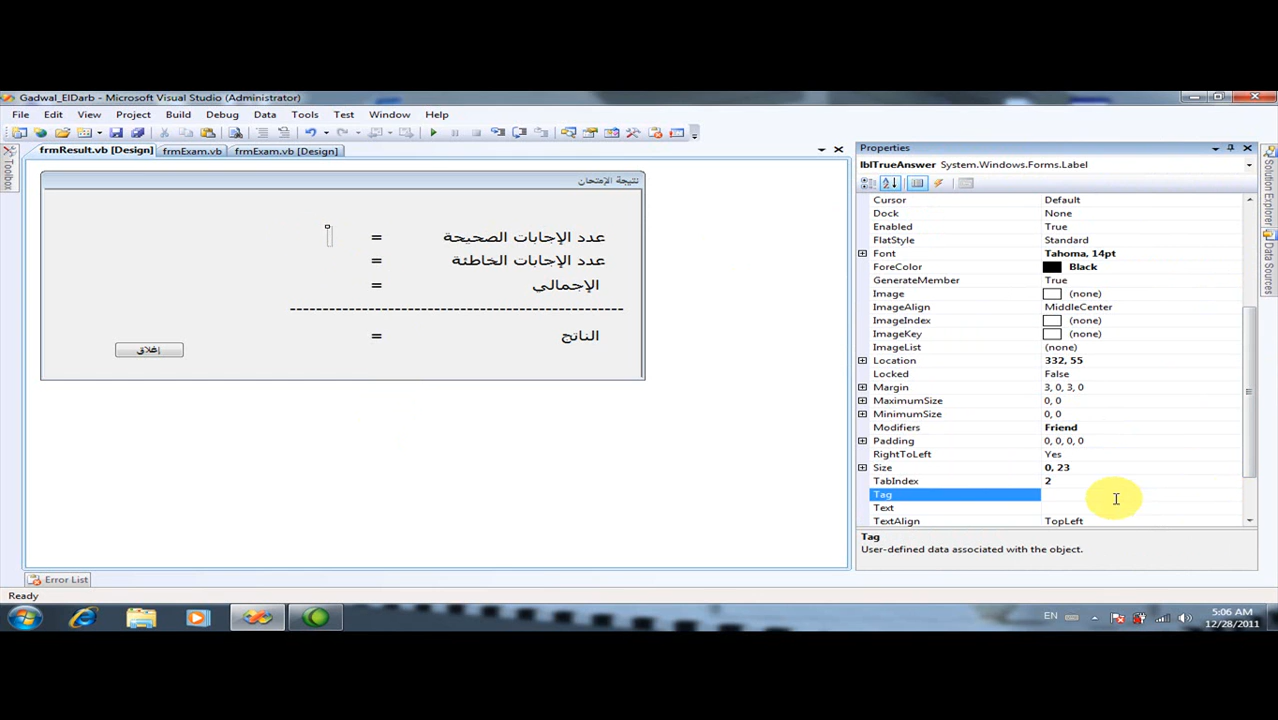 Gadwal_ElDarb - Microsoft Visual Studio (Administrator)
File Edit View Project Build Debug Data Tools Test Window Help
frmResult.vb [Design] frmExam.vb frmExam.vb [Design]
Toolbox
نتيجة الإمتحان
عدد الإجابات الصحيحة =
عدد الإجابات الخاطئة =
الإجمالي =
---------------------------------------------------
الناتج =
إغلاق
Properties
lblTrueAnswer System.Windows.Forms.Label
Cursor Default
Dock None
Enabled True
FlatStyle Standard
Font Tahoma, 14pt
ForeColor Black
GenerateMember True
Image (none)
ImageAlign MiddleCenter
ImageIndex (none)
ImageKey (none)
ImageList (none)
Location 332, 55
Locked False
Margin 3, 0, 3, 0
MaximumSize 0, 0
MinimumSize 0, 0
Modifiers Friend
Padding 0, 0, 0, 0
RightToLeft Yes
Size 0, 23
TabIndex 2
Tag
Text
TextAlign TopLeft
Tag
User-defined data associated with the object.
Solution Explorer
Data Sources
Error List
Ready
EN
5:06 AM
12/28/2011